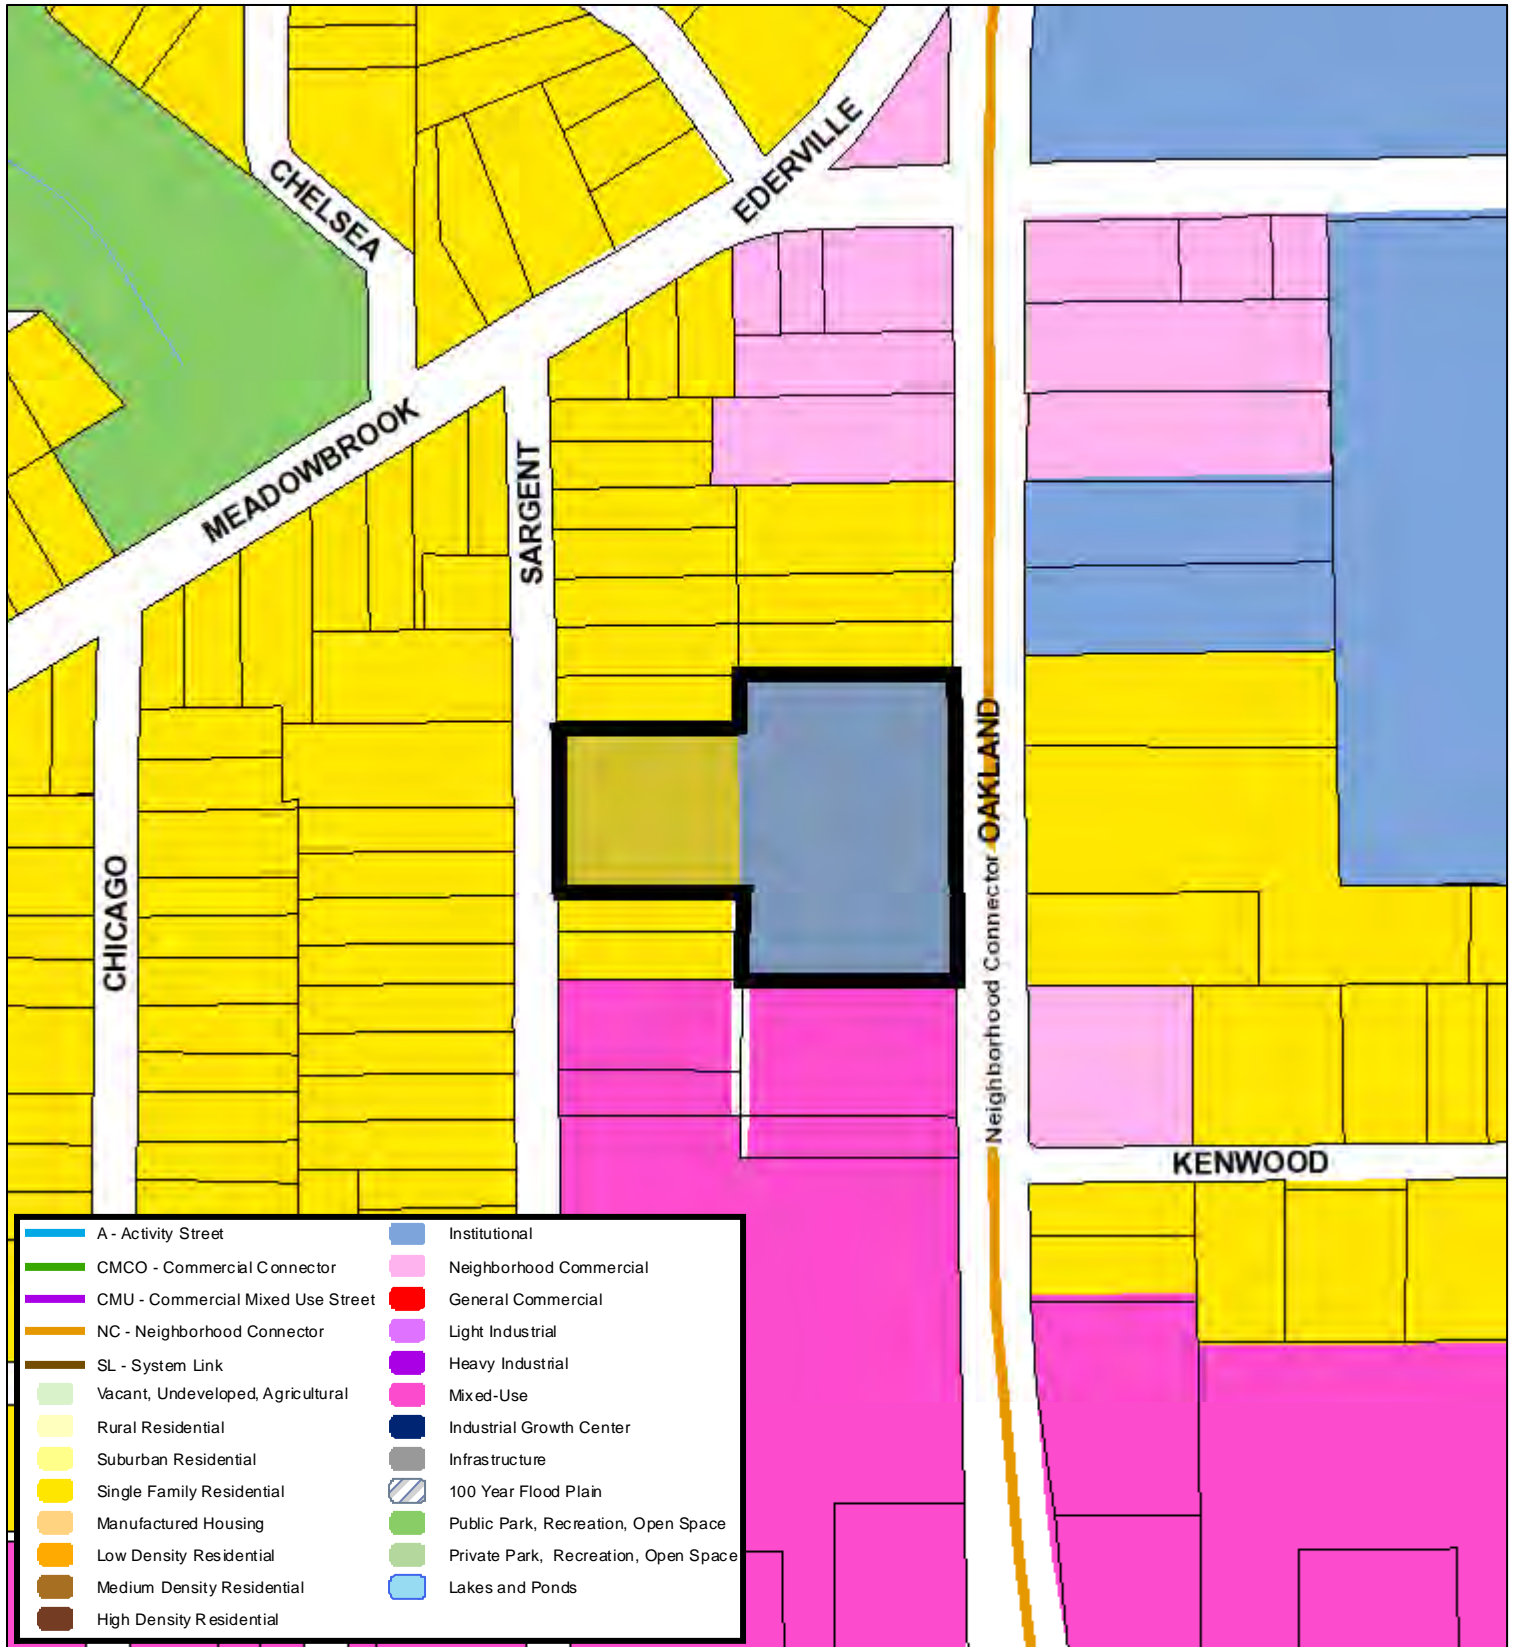 EDERVILLE
CHELSEA
MEADOWBROOK
SARGENT
OAKLAND
Neighborhood Connector
CHICAGO
KENWOOD
A - Activity Street
CMCO - Commercial Connector
CMU - Commercial Mixed Use Street
NC - Neighborhood Connector
SL - System Link
Vacant, Undeveloped, Agricultural
Rural Residential
Suburban Residential
Single Family Residential
Manufactured Housing
Low Density Residential
Medium Density Residential
High Density Residential
Institutional
Neighborhood Commercial
General Commercial
Light Industrial
Heavy Industrial
Mixed-Use
Industrial Growth Center
Infrastructure
100 Year Flood Plain
Public Park, Recreation, Open Space
Private Park, Recreation, Open Space
Lakes and Ponds